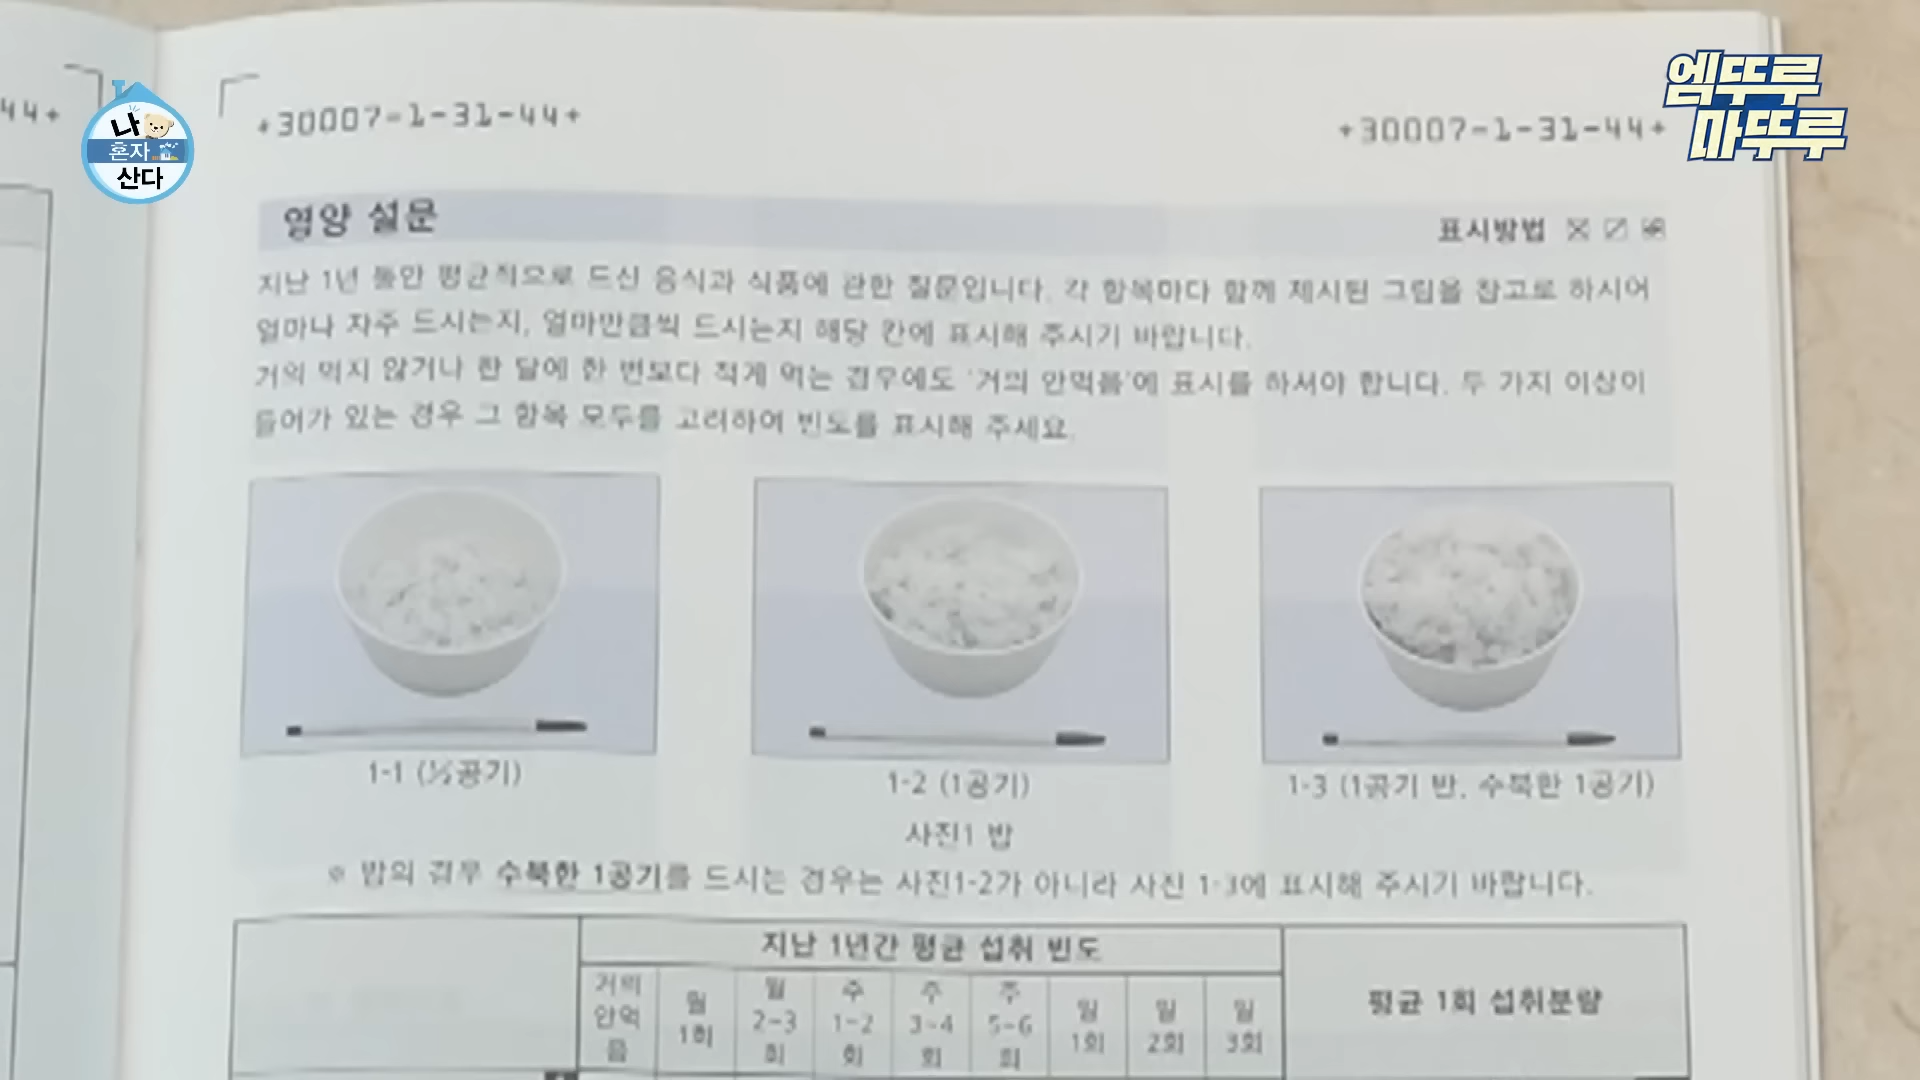 44+
나
혼자
산다
+30007-1-31-44+
+30007-1-31-44+
엠뚜루
마뚜루
영양 설문
표시방법
지난 1년 동안 평균적으로 드신 음식과 식품에 관한 질문입니다. 각 항목마다 함께 제시된 그림을 참고로 하시어
얼마나 자주 드시는지, 얼마만큼씩 드시는지 해당 칸에 표시해 주시기 바랍니다.
거의 먹지 않거나 한 달에 한 번보다 적게 먹는 경우에도 '거의 안먹음'에 표시를 하셔야 합니다. 두 가지 이상이
들어가 있는 경우 그 항목 모두를 고려하여 빈도를 표시해 주세요.
1-1 (½공기)
1-2 (1공기)
1-3 (1공기 반, 수북한 1공기)
사진1 밥
※ 밥의 경우 수북한 1공기를 드시는 경우는 사진1-2가 아니라 사진 1-3에 표시해 주시기 바랍니다.
지난 1년간 평균 섭취 빈도
평균 1회 섭취분량
거의
안먹
음
월
1회
월
2~3
회
주
1~2
회
주
3~4
회
주
5~6
회
일
1회
일
2회
일
3회